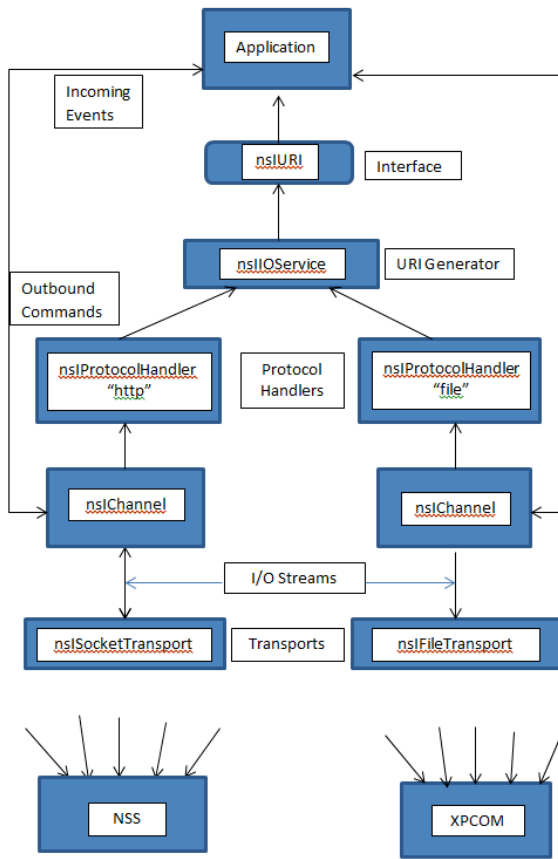 Application
Incoming
Events
nsIURI
Interface
nsIIOService
URI Generator
Outbound
Commands
nsIProtocolHandler
“http”
Protocol
Handlers
nsIProtocolHandler
“file”
nsIChannel
nsIChannel
I/O Streams
nsISocketTransport
Transports
nsIFileTransport
NSS
XPCOM